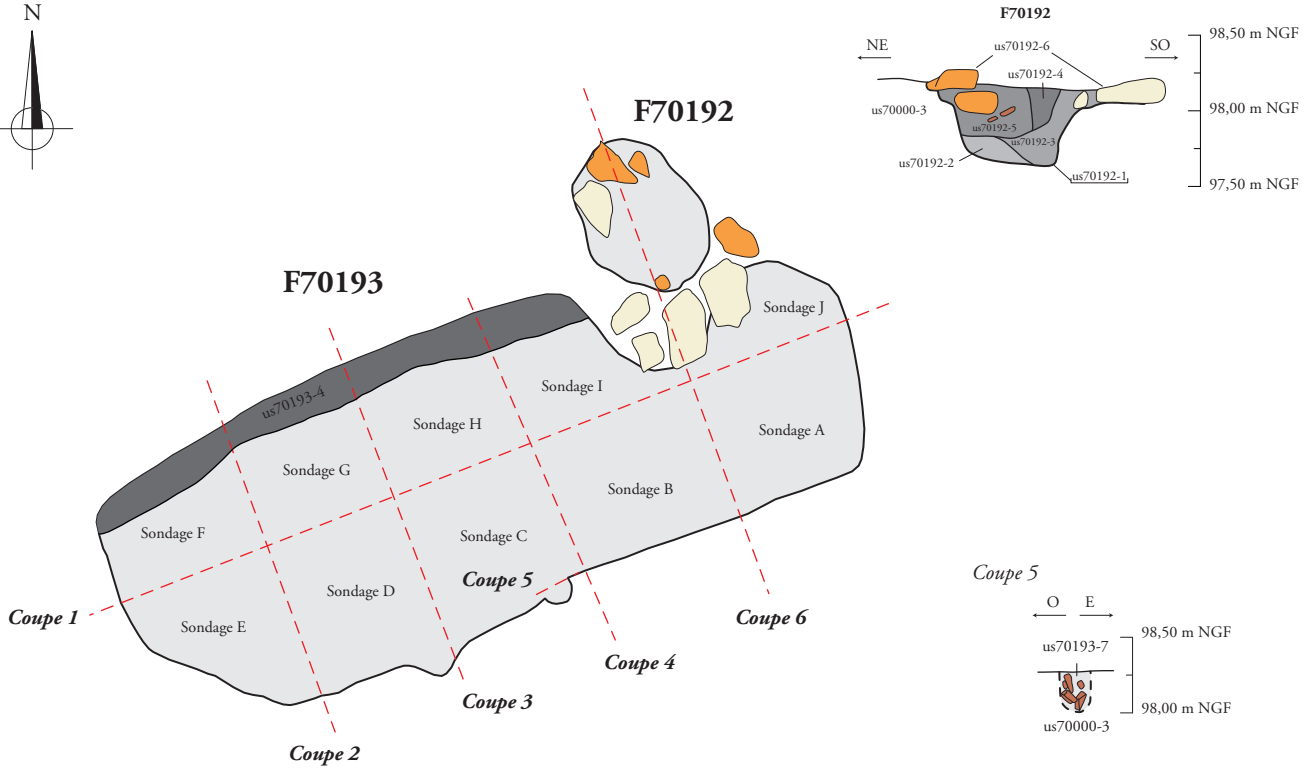 N
F70192
98,50 m NGF
NE
us70192-6
SO
us70192-4
us70000-3
98,00 m NGF
us70192-5
us70192-3
us70192-2
us70192-1
97,50 m NGF
F70192
F70193
Sondage J
us70193-4
Sondage I
Sondage H
Sondage A
Sondage G
Sondage B
Sondage F
Sondage C
Coupe 5
Sondage D
Coupe 1
Sondage E
Coupe 6
Coupe 4
Coupe 3
Coupe 2
Coupe 5
O E
98,50 m NGF
us70193-7
98,00 m NGF
us70000-3